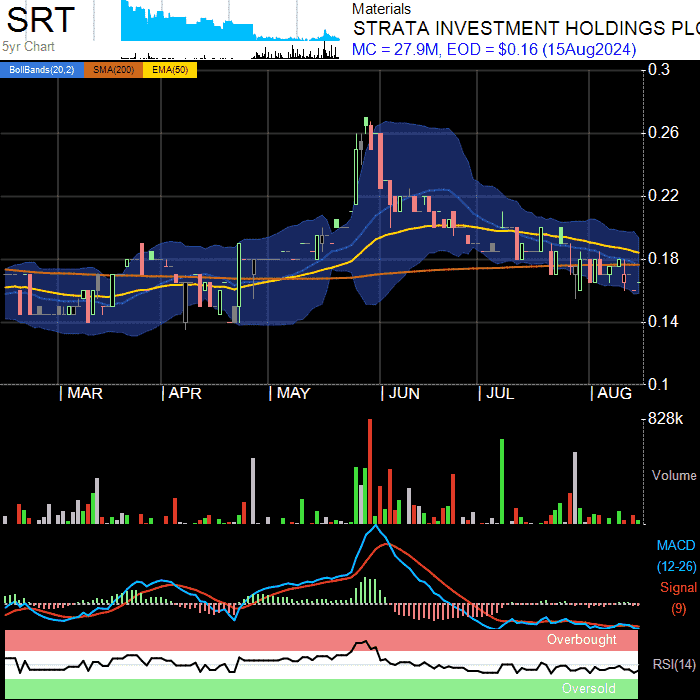 SRT
5yr Chart
Materials
STRATA INVESTMENT HOLDINGS PLC
MC = 27.9M, EOD = $0.16 (15Aug2024)
BollBands(20,2) SMA(200) EMA(50)
0.3
0.26
0.22
0.18
0.14
0.1
MAR APR MAY JUN JUL AUG
828k
Volume
MACD
(12-26)
Signal
(9)
Overbought
RSI(14)
Oversold